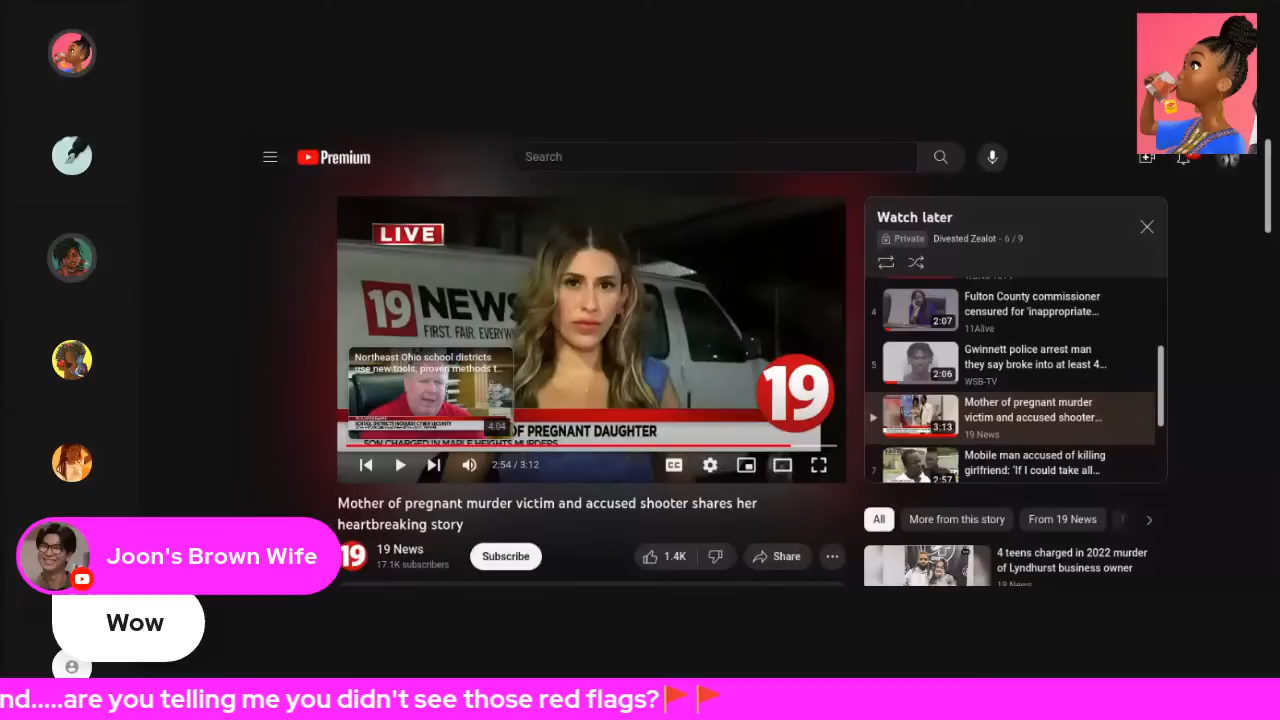 Premium
Search
LIVE
19 NEWS
FIRST. FAIR. EVERYW
Northeast Ohio school districts
use new tools, proven methods t...
4:04
19
OF PREGNANT DAUGHTER
SON CHARGED IN MAPLE HEIGHTS MURDERS
2:54 / 3:12
CC
Mother of pregnant murder victim and accused shooter shares her
heartbreaking story
19
19 News
17.1K subscribers
Subscribe
1.4K
Share
Watch later
Private
Divested Zealot - 6 / 9
4
2:07
Fulton County commissioner
censured for 'inappropriate...
11Alive
5
2:06
Gwinnett police arrest man
they say broke into at least 4...
WSB-TV
3:13
Mother of pregnant murder
victim and accused shooter...
19 News
7
2:57
Mobile man accused of killing
girlfriend: 'If I could take all...
All
More from this story
From 19 News
4 teens charged in 2022 murder
of Lyndhurst business owner
19 News
Joon's Brown Wife
Wow
nd.....are you telling me you didn't see those red flags?🚩🚩